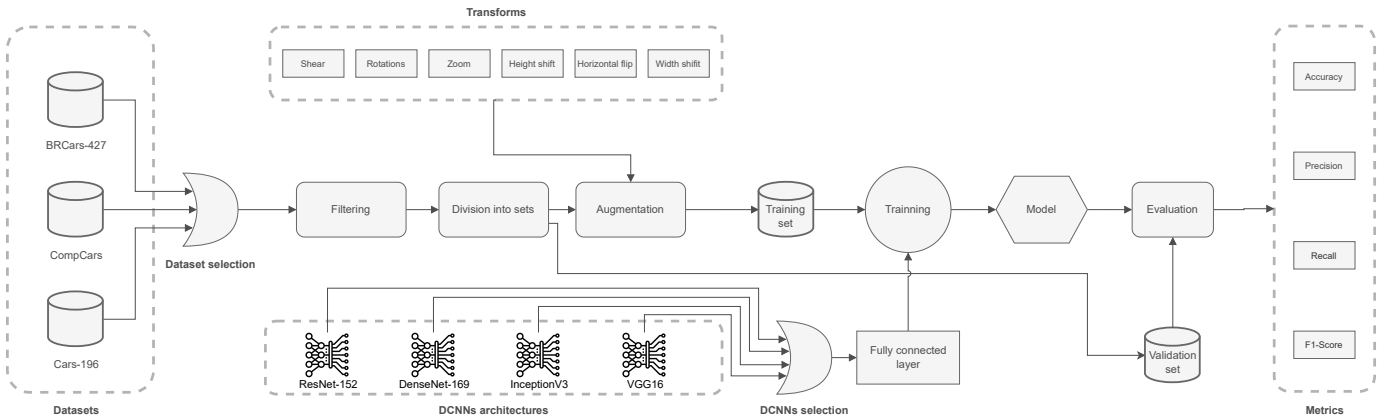 Transforms
Shear
Rotations
Zoom
Height shift
Horizontal flip
Width shifit
BRCars-427
CompCars
Cars-196
Datasets
Dataset selection
Filtering
Division into sets
Augmentation
Training
set
Trainning
Model
Evaluation
ResNet-152
DenseNet-169
InceptionV3
VGG16
DCNNs architectures
DCNNs selection
Fully connected
layer
Validation
set
Accuracy
Precision
Recall
F1-Score
Metrics